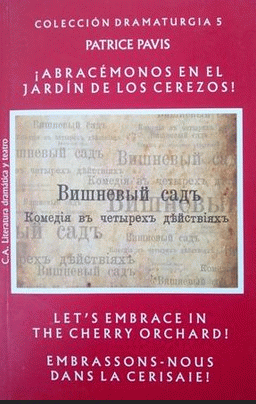 COLECCIÓN DRAMATURGIA 5
PATRICE PAVIS
¡ABRACÉMONOS EN EL
JARDÍN DE LOS CEREZOS!
C.A. Literatura dramática y teatro
Вишневый садъ
Комедія въ четырехъ дѣйствіяхъ
LET'S EMBRACE IN
THE CHERRY ORCHARD!
EMBRASSONS-NOUS
DANS LA CERISAIE!